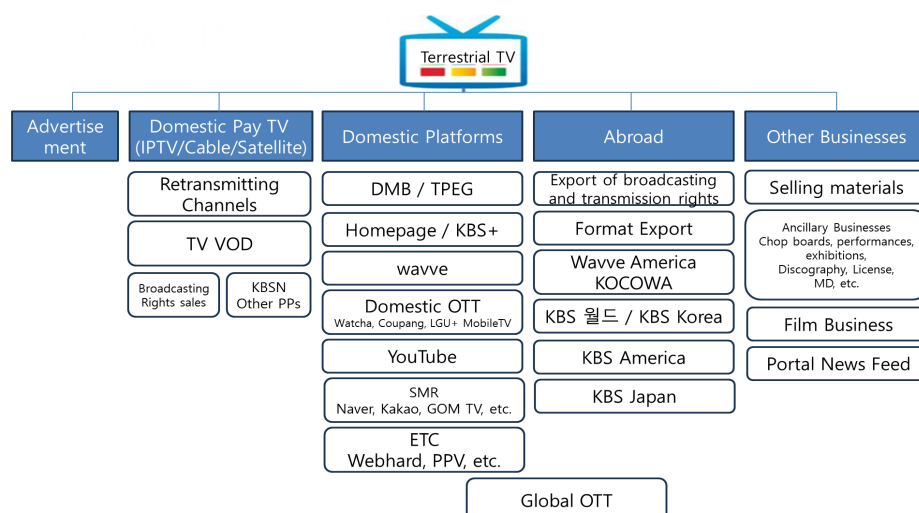 Terrestrial TV
Advertise
ment
Domestic Pay TV
(IPTV/Cable/Satellite)
Domestic Platforms
Abroad
Other Businesses
Retransmitting
Channels
TV VOD
Broadcasting
Rights sales
KBSN
Other PPs
DMB / TPEG
Homepage / KBS+
wavve
Domestic OTT
Watcha, Coupang, LGU+ MobileTV
YouTube
SMR
Naver, Kakao, GOM TV, etc.
ETC
Webhard, PPV, etc.
Export of broadcasting
and transmission rights
Format Export
Wavve America
KOCOWA
KBS 월드 / KBS Korea
KBS America
KBS Japan
Selling materials
Ancillary Businesses
Chop boards, performances,
exhibitions,
Discography, License,
MD, etc.
Film Business
Portal News Feed
Global OTT